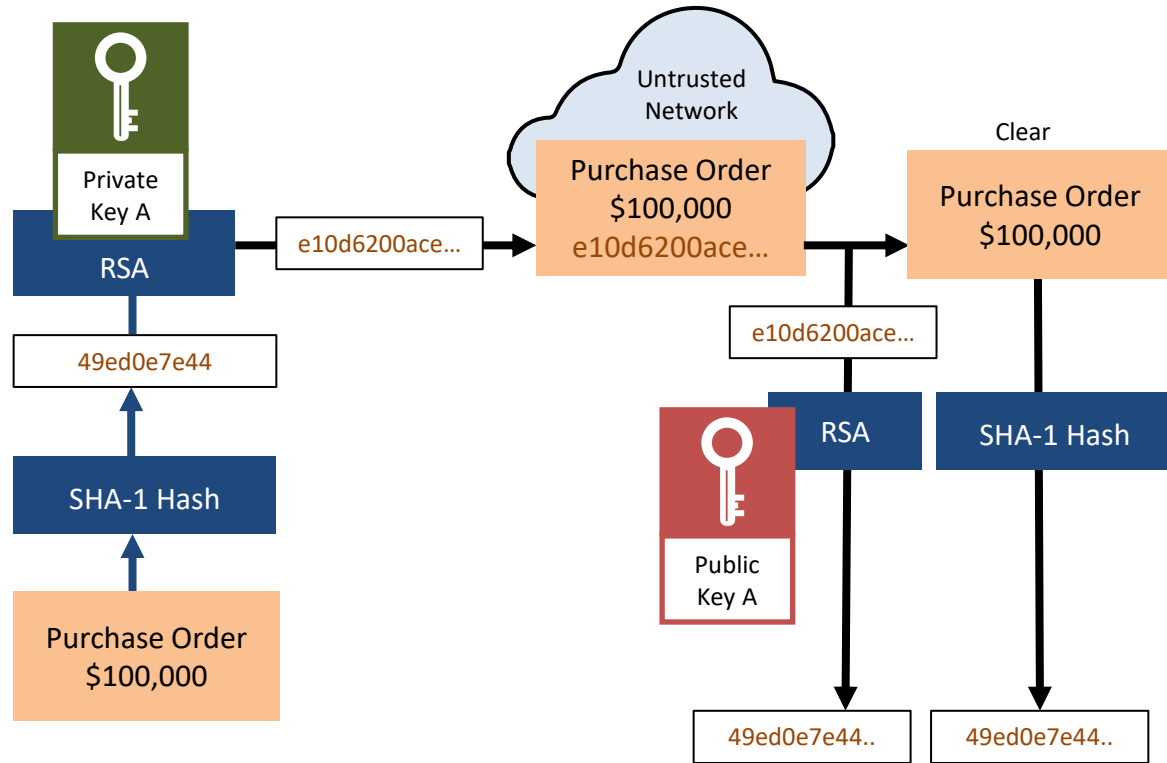 Private
Key A
RSA
49ed0e7e44
SHA-1 Hash
Purchase Order
$100,000
e10d6200ace...
Untrusted
Network
Purchase Order
$100,000
e10d6200ace...
Clear
Purchase Order
$100,000
e10d6200ace...
RSA
Public
Key A
SHA-1 Hash
49ed0e7e44..
49ed0e7e44..